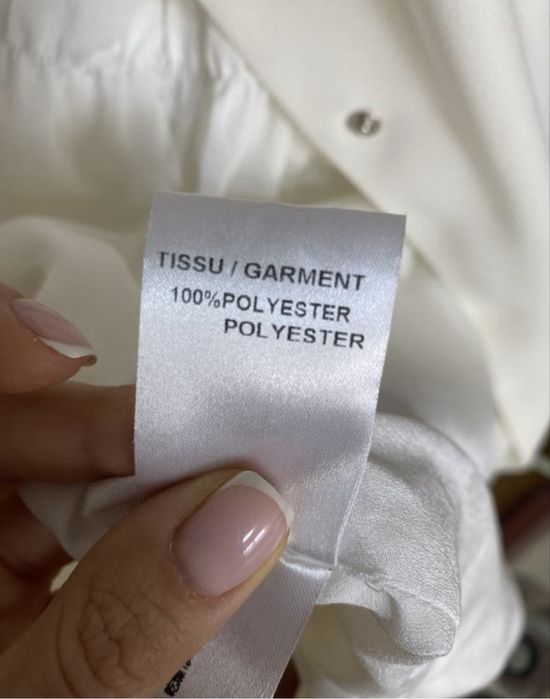 TISSU / GARMENT
100%POLYESTER
POLYESTER